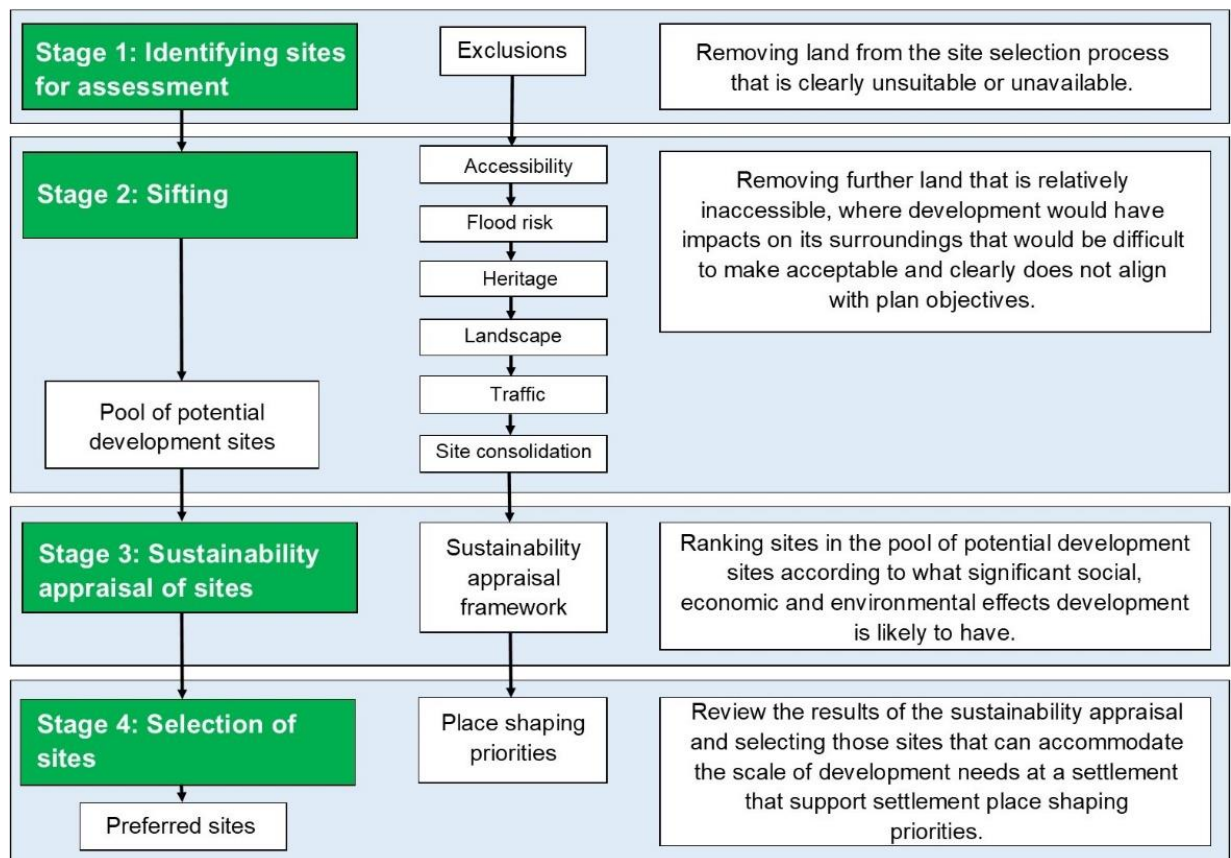 Stage 1: Identifying sites
for assessment
Exclusions
Removing land from the site selection process
that is clearly unsuitable or unavailable.
Stage 2: Sifting
Accessibility
Flood risk
Heritage
Landscape
Traffic
Site consolidation
Removing further land that is relatively
inaccessible, where development would have
impacts on its surroundings that would be difficult
to make acceptable and clearly does not align
with plan objectives.
Pool of potential
development sites
Stage 3: Sustainability
appraisal of sites
Sustainability
appraisal
framework
Ranking sites in the pool of potential development
sites according to what significant social,
economic and environmental effects development
is likely to have.
Stage 4: Selection of
sites
Place shaping
priorities
Review the results of the sustainability appraisal
and selecting those sites that can accommodate
the scale of development needs at a settlement
that support settlement place shaping
priorities.
Preferred sites